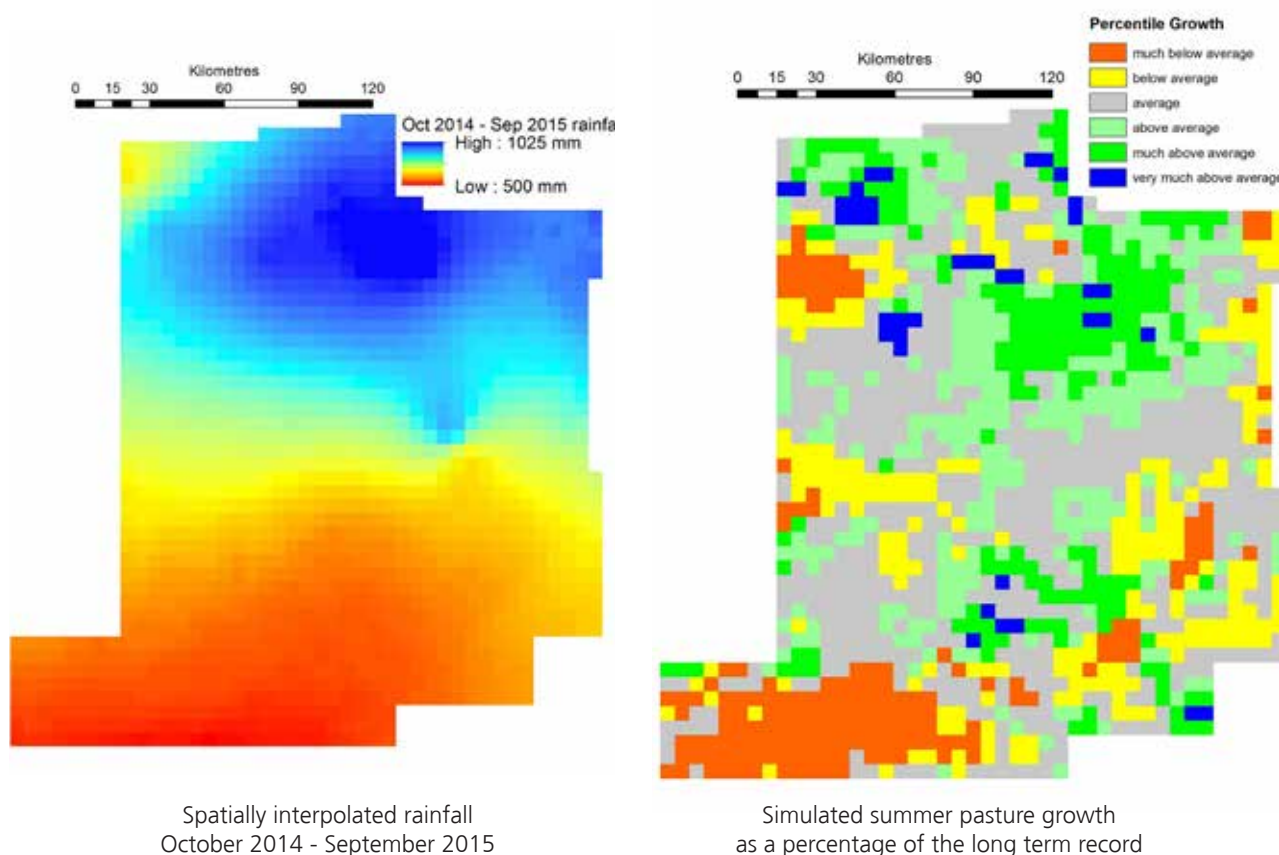 Kilometres
0 15 30 60 90 120
Oct 2014 - Sep 2015 rainfa
High : 1025 mm
Low : 500 mm
Spatially interpolated rainfall
October 2014 - September 2015
Kilometres
0 15 30 60 90 120
Percentile Growth
much below average
below average
average
above average
much above average
very much above average
Simulated summer pasture growth
as a percentage of the long term record